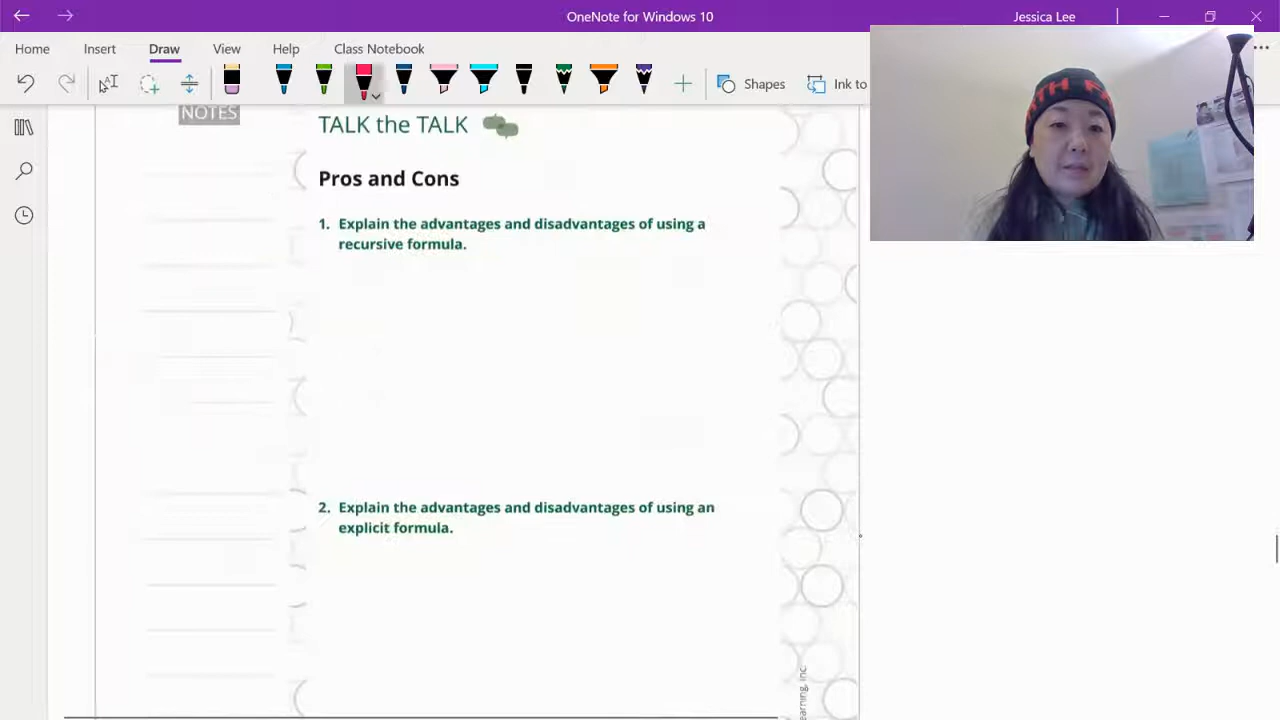 OneNote for Windows 10
Jessica Lee
Home
Insert
Draw
View
Help
Class Notebook
Shapes
Ink to
NOTES
TALK the TALK
Pros and Cons
1. Explain the advantages and disadvantages of using a
recursive formula.
2. Explain the advantages and disadvantages of using an
explicit formula.
earning, Inc.